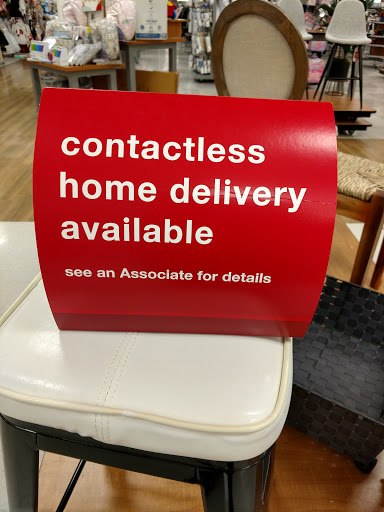 contactless
home delivery
available
see an Associate for details